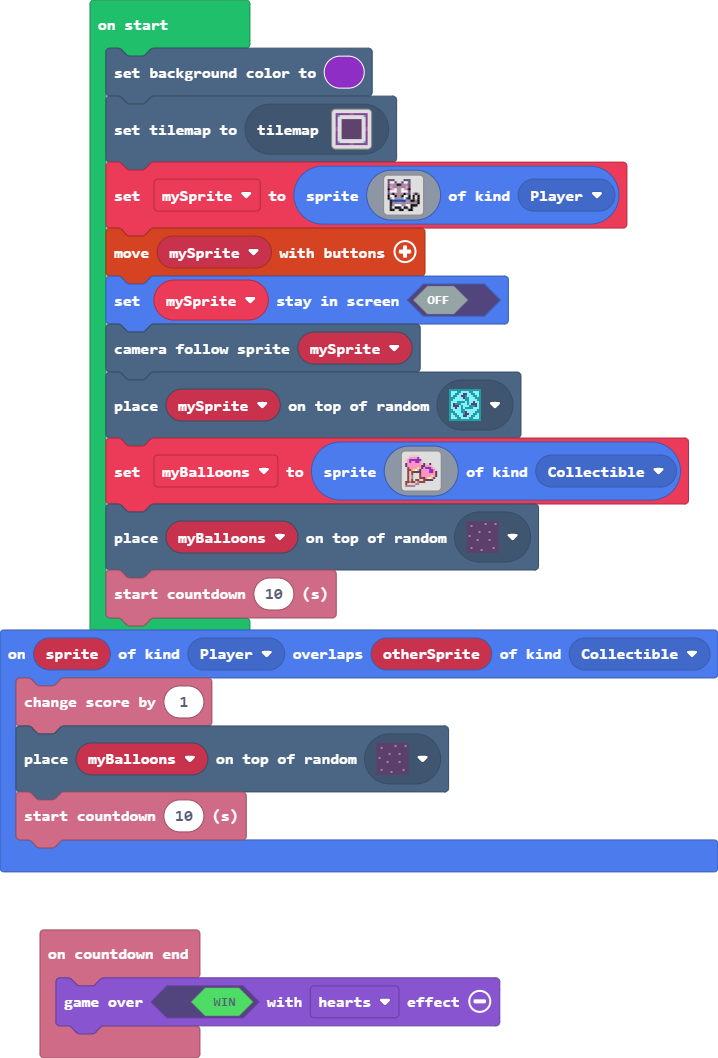 on start
set background color to
set tilemap to tilemap
set mySprite to sprite of kind Player
move mySprite with buttons
set mySprite stay in screen OFF
camera follow sprite mySprite
place mySprite on top of random
set myBalloons to sprite of kind Collectible
place myBalloons on top of random
start countdown 10 (s)
on sprite of kind Player overlaps otherSprite of kind Collectible
change score by 1
place myBalloons on top of random
start countdown 10 (s)
on countdown end
game over WIN with hearts effect